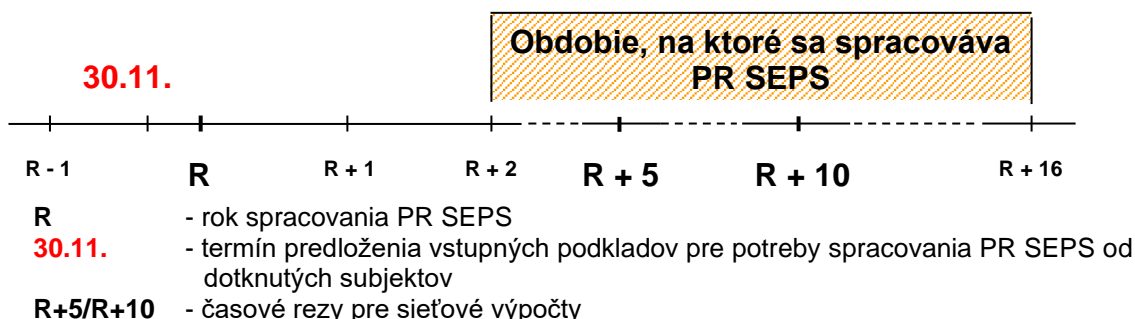 Obdobie, na ktoré sa spracováva
PR SEPS
30.11.
R - 1
R
R + 1
R + 2
R + 5
R + 10
R + 16
R - rok spracovania PR SEPS
30.11. - termín predloženia vstupných podkladov pre potreby spracovania PR SEPS od
dotknutých subjektov
R+5/R+10 - časové rezy pre sieťové výpočty